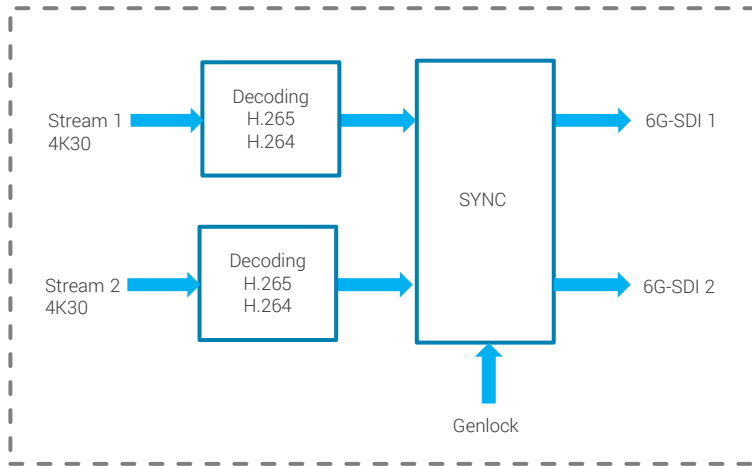 Stream 1
4K30
Decoding
H.265
H.264
SYNC
6G-SDI 1
Stream 2
4K30
Decoding
H.265
H.264
6G-SDI 2
Genlock